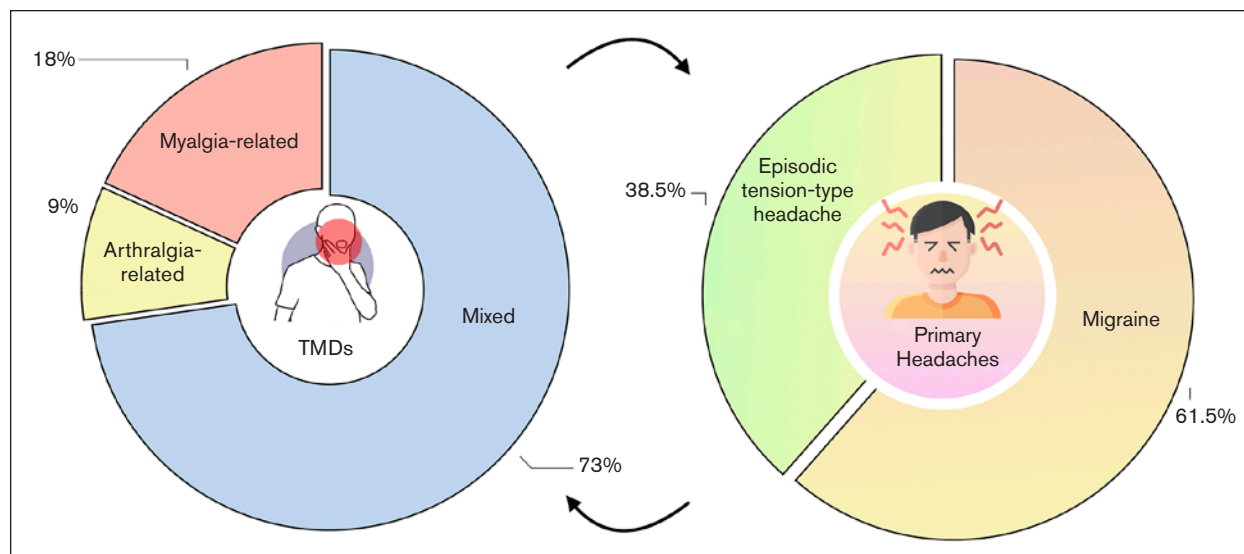 18%
Myalgia-related
9%
Arthralgia-
related
Mixed
TMDs
73%
Episodic
tension-type
headache
38.5%
Primary
Headaches
Migraine
61.5%